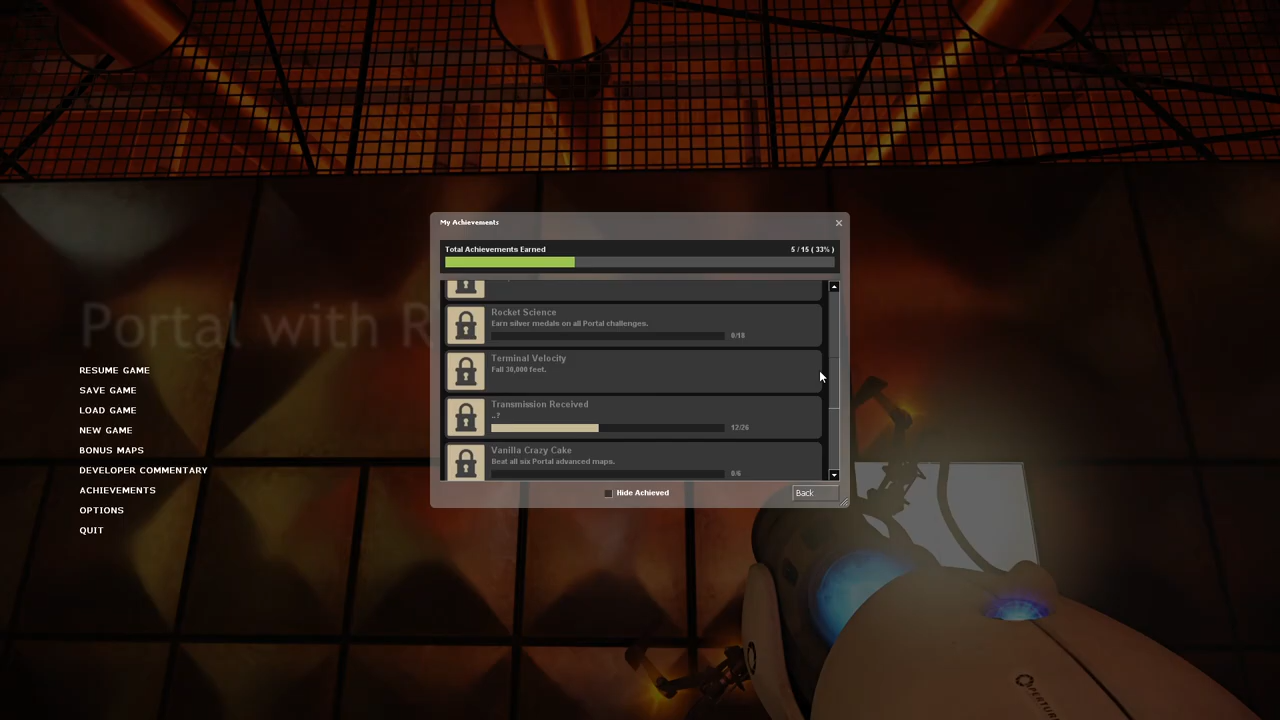 My Achievements
Total Achievements Earned 5 / 15 ( 33% )
Rocket Science
Earn silver medals on all Portal challenges.
0/18
Terminal Velocity
Fall 30,000 feet.
Transmission Received
..?
12/26
Vanilla Crazy Cake
Beat all six Portal advanced maps.
0/6
Hide Achieved
Back
Portal with R
RESUME GAME
SAVE GAME
LOAD GAME
NEW GAME
BONUS MAPS
DEVELOPER COMMENTARY
ACHIEVEMENTS
OPTIONS
QUIT